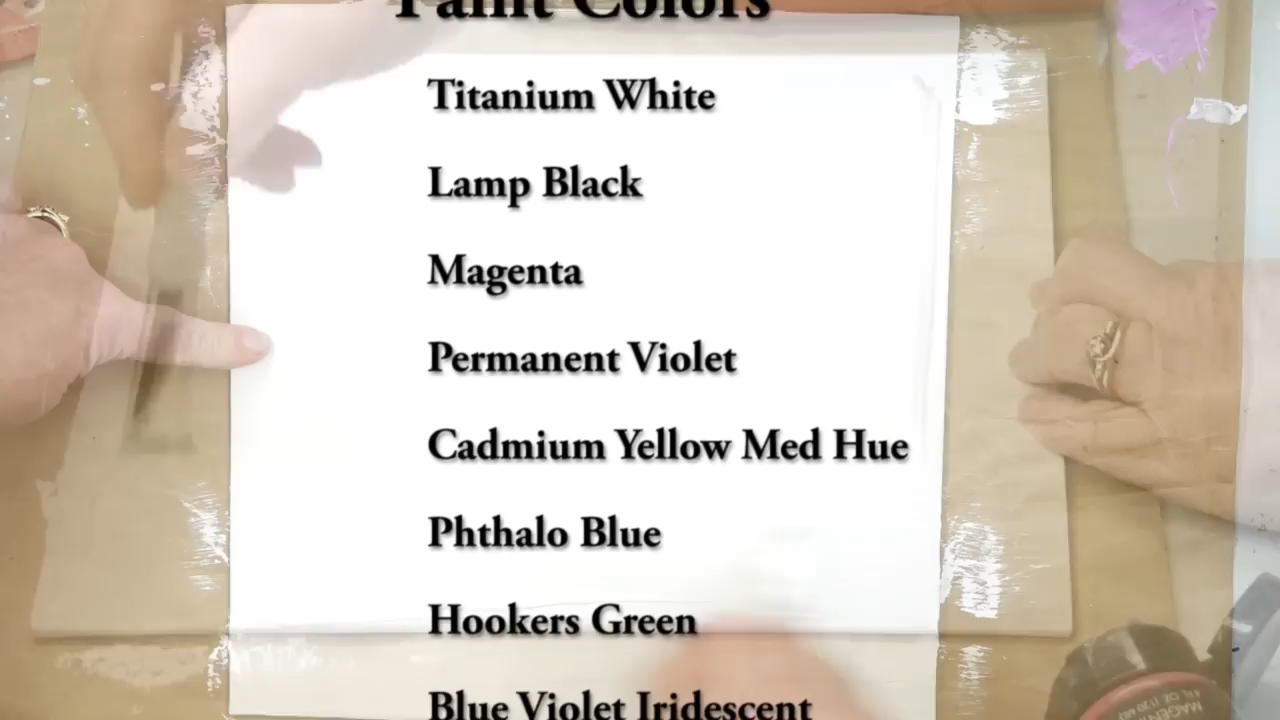 Paint Colors
Titanium White
Lamp Black
Magenta
Permanent Violet
Cadmium Yellow Med Hue
Phthalo Blue
Hookers Green
Blue Violet Iridescent